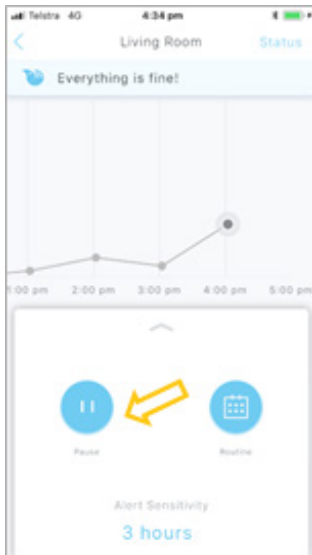 Telstra 4G 4:34 pm
Living Room Status
Everything is fine!
1:00 pm 2:00 pm 3:00 pm 4:00 pm 5:00 pm
Pause Routine
Alert Sensitivity
3 hours